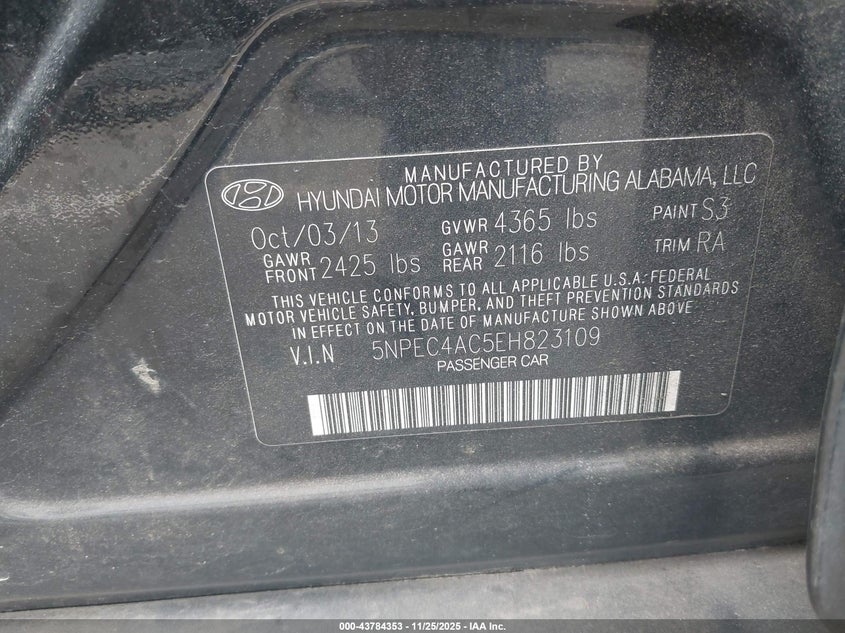 MANUFACTURED BY
HYUNDAI MOTOR MANUFACTURING ALABAMA, LLC
Oct/03/13 GVWR 4365 lbs PAINT S3
GAWR FRONT 2425 lbs GAWR REAR 2116 lbs TRIM RA
THIS VEHICLE CONFORMS TO ALL APPLICABLE U.S.A.-FEDERAL
MOTOR VEHICLE SAFETY, BUMPER, AND THEFT PREVENTION STANDARDS
IN EFFECT ON THE DATE OF MANUFACTURE SHOWN ABOVE
V.I.N 5NPEC4AC5EH823109
PASSENGER CAR
000-43784353 | 11/25/2025 - IAA Inc.